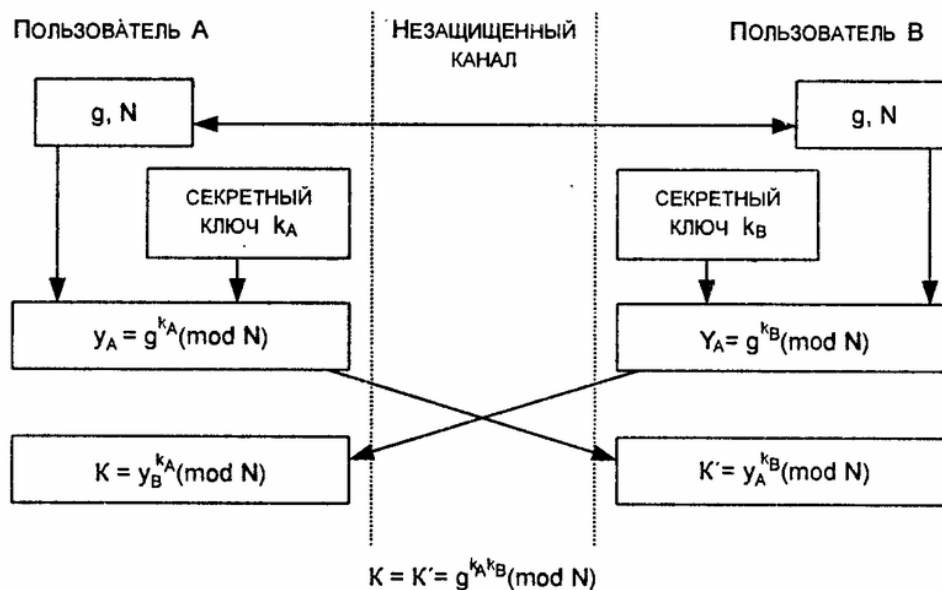 ПОЛЬЗОВАТЕЛЬ А
НЕЗАЩИЩЕННЫЙ
КАНАЛ
ПОЛЬЗОВАТЕЛЬ В
g, N
g, N
СЕКРЕТНЫЙ
КЛЮЧ kA
СЕКРЕТНЫЙ
КЛЮЧ kB
yA = g^kA (mod N)
YA = g^kB (mod N)
K = yB^kA (mod N)
K´ = yA^kB (mod N)
K = K´ = g^kAkB (mod N)